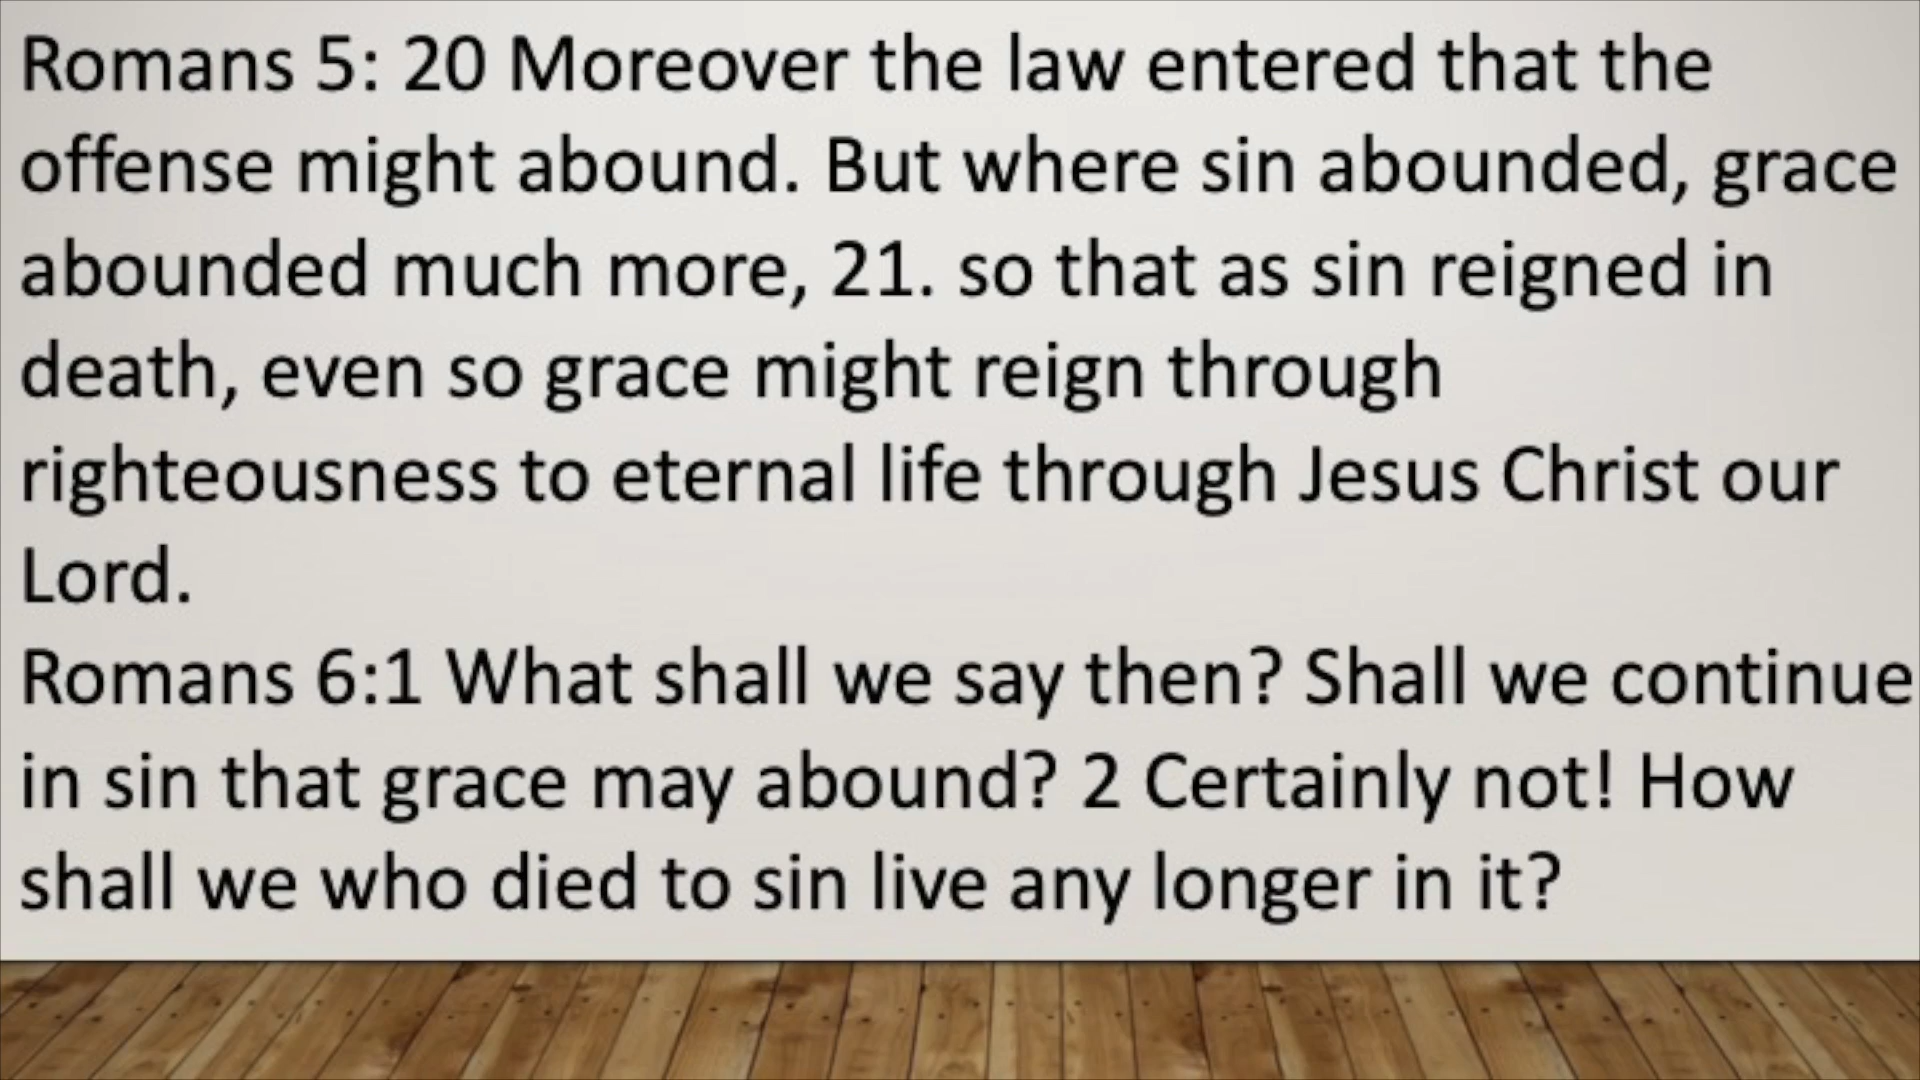 Romans 5: 20 Moreover the law entered that the
offense might abound. But where sin abounded, grace
abounded much more, 21. so that as sin reigned in
death, even so grace might reign through
righteousness to eternal life through Jesus Christ our
Lord.
Romans 6:1 What shall we say then? Shall we continue
in sin that grace may abound? 2 Certainly not! How
shall we who died to sin live any longer in it?